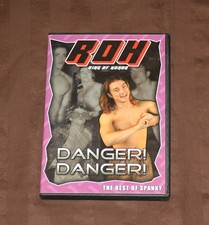 ROH
RING OF HONOR
DANGER!
DANGER!
THE BEST OF SPANKY